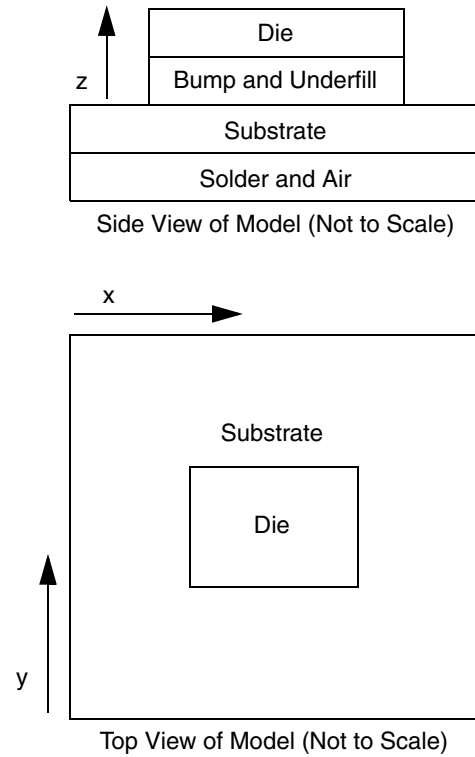 z
Die
Bump and Underfill
Substrate
Solder and Air
Side View of Model (Not to Scale)
x
Substrate
Die
y
Top View of Model (Not to Scale)